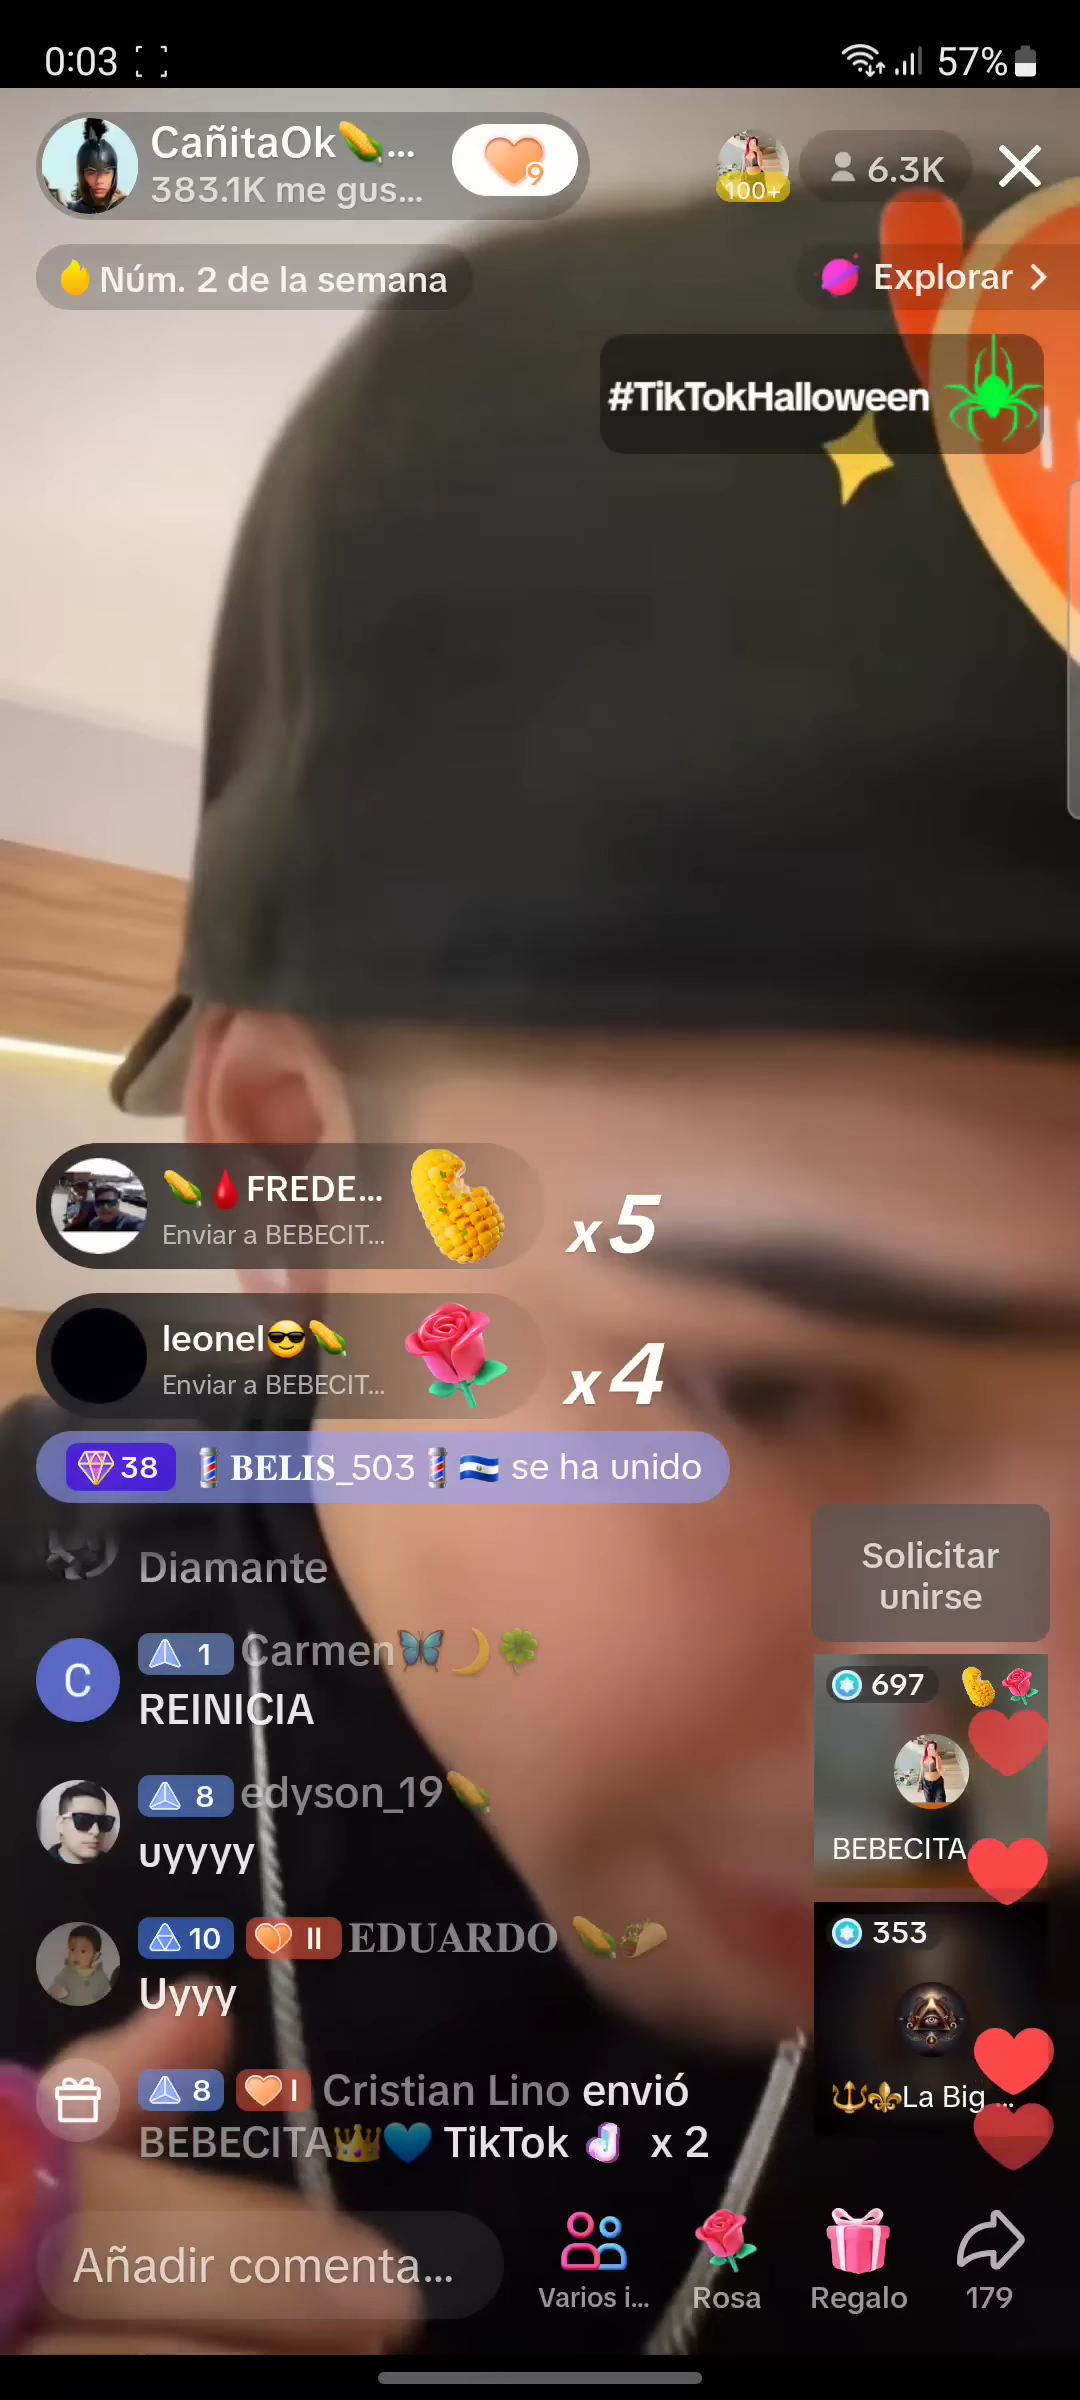 0:03
57%
CañitaOk🌽...
383.1K me gus...
9
100+
6.3K
Núm. 2 de la semana
Explorar >
#TikTokHalloween
🌽🩸FREDE...
Enviar a BEBECIT...
x5
leonel😎🌽
Enviar a BEBECIT...
x4
38 💈𝐁𝐄𝐋𝐈𝐒_503💈🇸🇻 se ha unido
Diamante
Solicitar
unirse
C
1 Carmen🦋🌙🍀
REINICIA
8 edyson_19🌽
uyyyy
10 II 𝐄𝐃𝐔𝐀𝐑𝐃𝐎 🌽🌮
Uyyy
8 I Cristian Lino envió
BEBECITA👑💙 TikTok x 2
697
BEBECITA
353
🔱⚜️La Big ...
Añadir comenta...
Varios i...
Rosa
Regalo
179